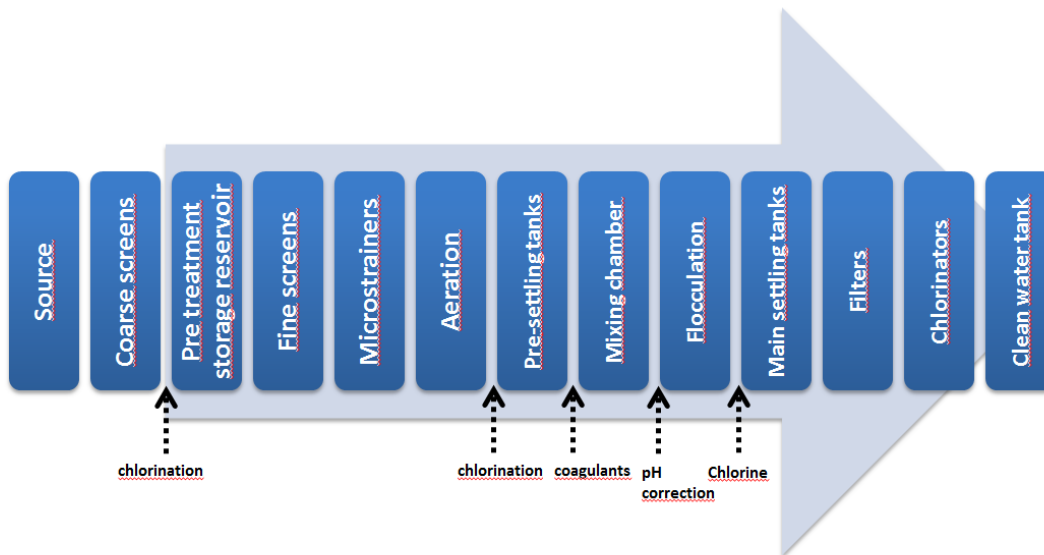 Source
Coarse screens
Pre treatment
storage reservoir
Fine screens
Microstrainers
Aeration
Pre-settling tanks
Mixing chamber
Flocculation
Main settling tanks
Filters
Chlorinators
Clean water tank
chlorination
chlorination
coagulants
pH
correction
Chlorine